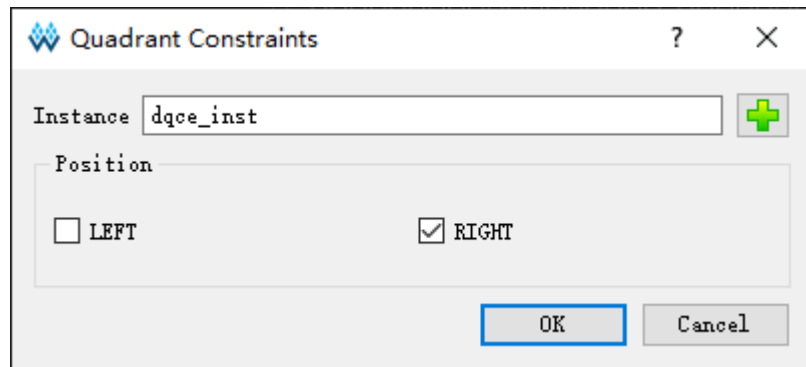 Quadrant Constraints ?
Instance dqce_inst
Position
LEFT RIGHT
OK Cancel